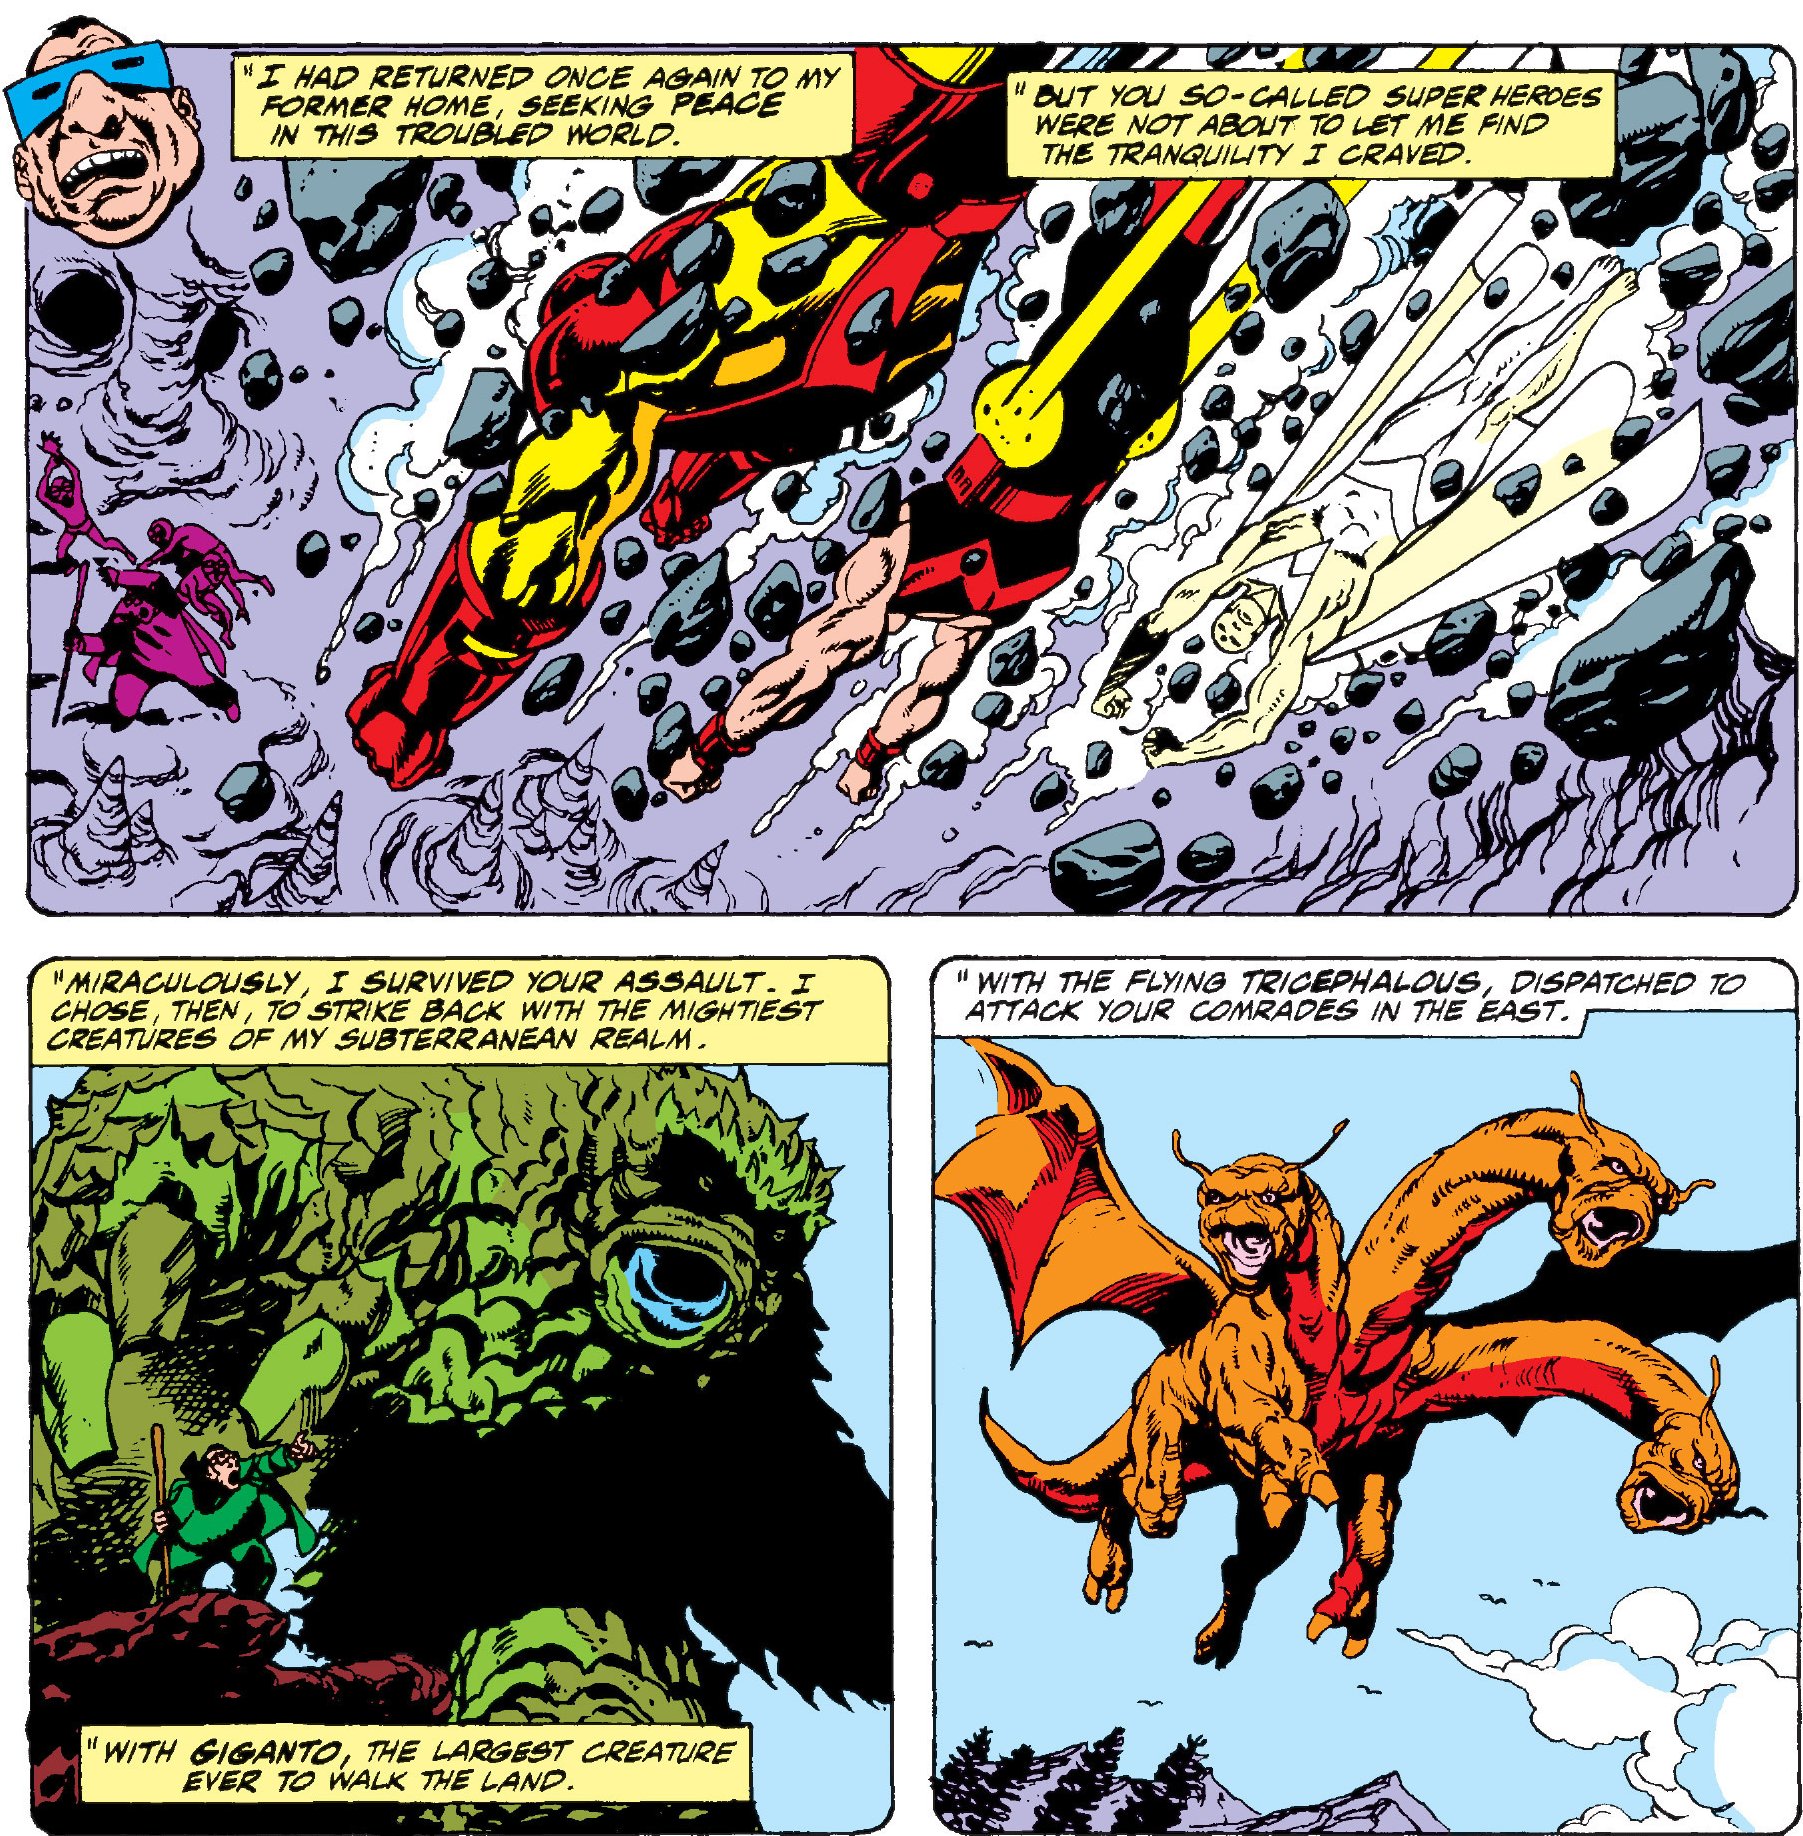 "I HAD RETURNED ONCE AGAIN TO MY
FORMER HOME, SEEKING PEACE
IN THIS TROUBLED WORLD.
"BUT YOU SO-CALLED SUPER HEROES
WERE NOT ABOUT TO LET ME FIND
THE TRANQUILITY I CRAVED.
"MIRACULOUSLY, I SURVIVED YOUR ASSAULT. I
CHOSE, THEN, TO STRIKE BACK WITH THE MIGHTIEST
CREATURES OF MY SUBTERRANEAN REALM.
"WITH GIGANTO, THE LARGEST CREATURE
EVER TO WALK THE LAND.
"WITH THE FLYING TRICEPHALOUS, DISPATCHED TO
ATTACK YOUR COMRADES IN THE EAST.